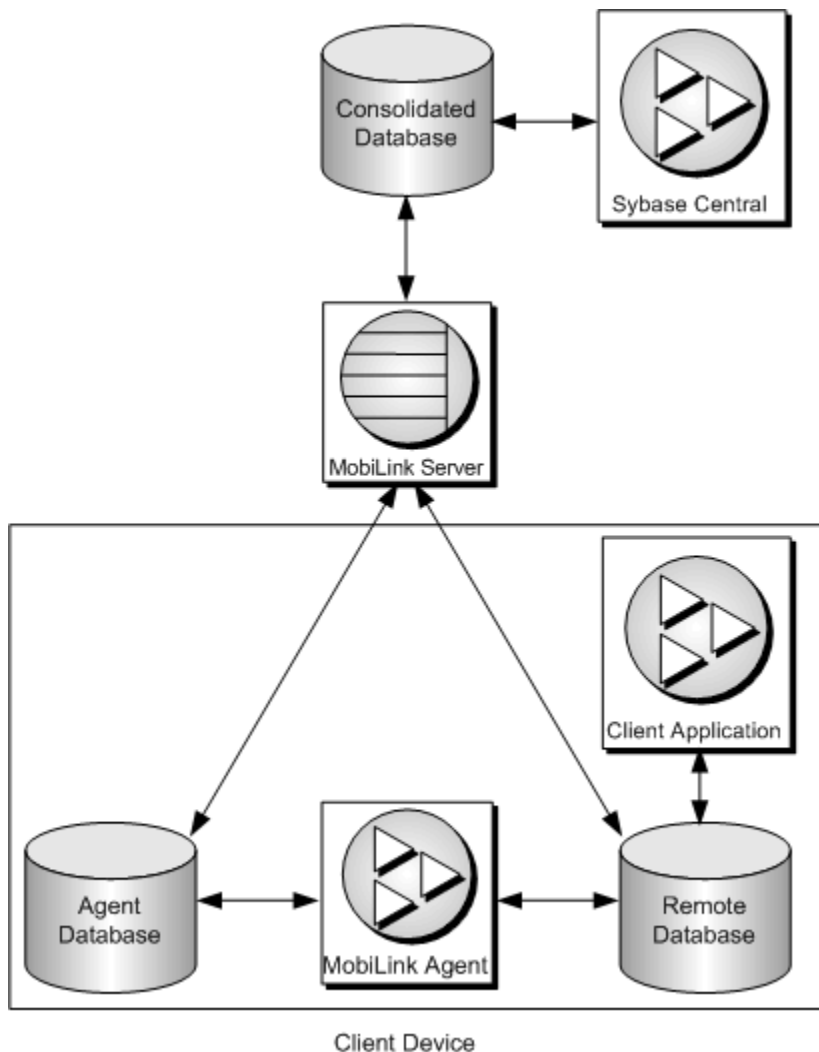 Consolidated
Database
Sybase Central
MobiLink Server
Client Application
Agent
Database
MobiLink Agent
Remote
Database
Client Device